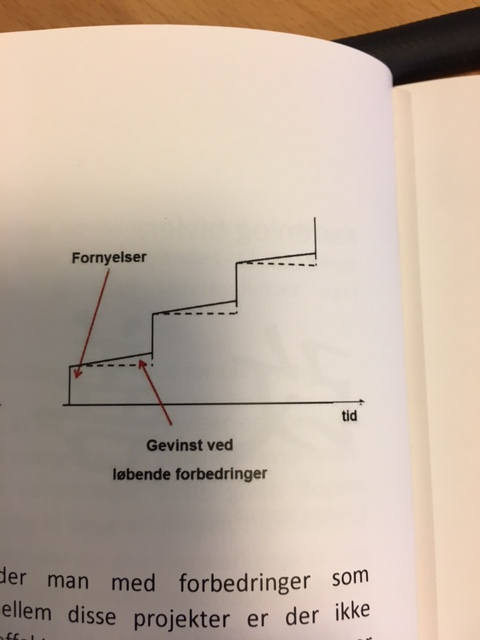 Fornyelser
tid
Gevinst ved
løbende forbedringer
der man med forbedringer som
ellem disse projekter er der ikke